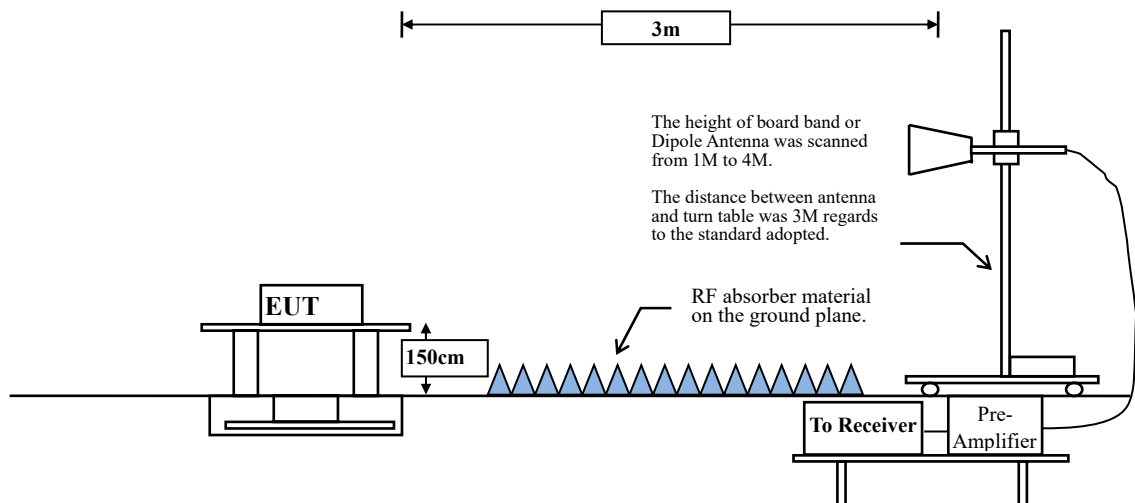 3m
The height of board band or
Dipole Antenna was scanned
from 1M to 4M.
The distance between antenna
and turn table was 3M regards
to the standard adopted.
EUT
RF absorber material
on the ground plane.
150cm
To Receiver
Pre-
Amplifier